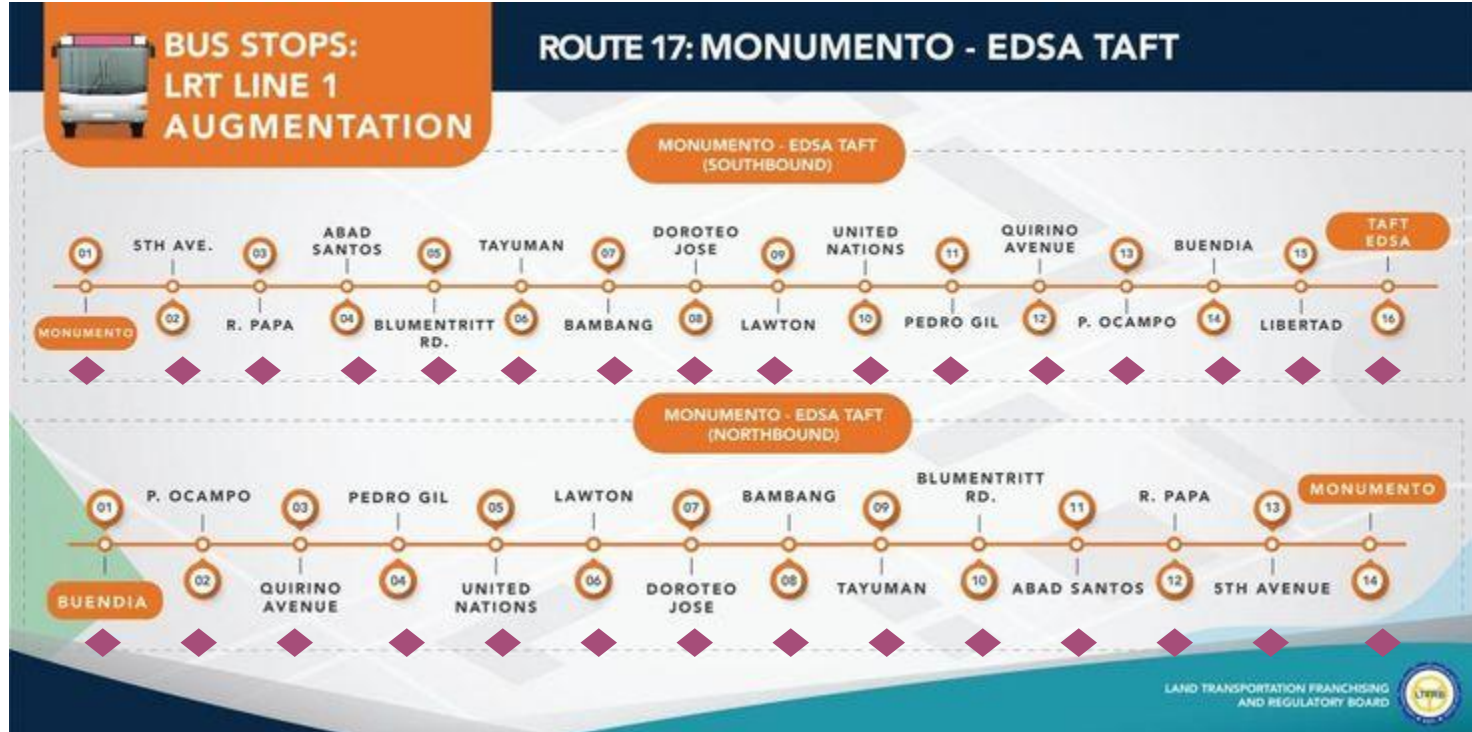 BUS STOPS:
LRT LINE 1
AUGMENTATION
ROUTE 17: MONUMENTO - EDSA TAFT
MONUMENTO - EDSA TAFT
(SOUTHBOUND)
01
MONUMENTO
5TH AVE.
02
03
R. PAPA
ABAD
SANTOS
04
05
BLUMENTRITT
RD.
TAYUMAN
06
07
BAMBANG
DOROTEO
JOSE
08
09
LAWTON
UNITED
NATIONS
10
11
PEDRO GIL
QUIRINO
AVENUE
12
13
P. OCAMPO
BUENDIA
14
15
LIBERTAD
TAFT
EDSA
16
MONUMENTO - EDSA TAFT
(NORTHBOUND)
01
BUENDIA
P. OCAMPO
02
03
QUIRINO
AVENUE
PEDRO GIL
04
05
UNITED
NATIONS
LAWTON
06
07
DOROTEO
JOSE
BAMBANG
08
09
TAYUMAN
BLUMENTRITT
RD.
10
11
ABAD SANTOS
R. PAPA
12
13
5TH AVENUE
MONUMENTO
14
LAND TRANSPORTATION FRANCHISING
AND REGULATORY BOARD
LTFRB